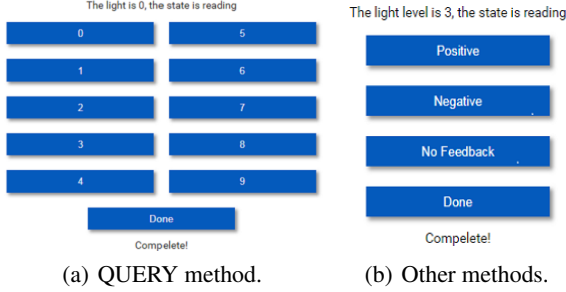 The light is 0, the state is reading
0
5
1
6
2
7
3
8
4
9
Done
Compelete!
(a) QUERY method.
The light level is 3, the state is reading
Positive
Negative
No Feedback
Done
Compelete!
(b) Other methods.